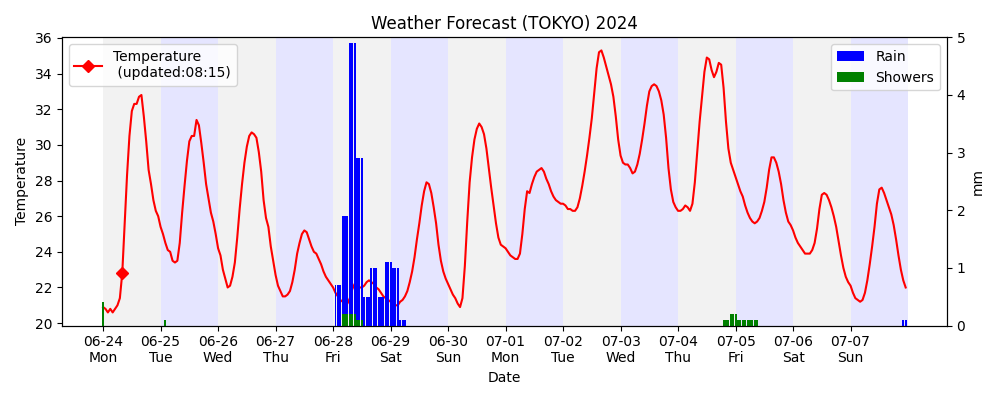 Weather Forecast (TOKYO) 2024
Temperature
(updated:08:15)
Rain
Showers
Temperature
36
34
32
30
28
26
24
22
20
5
4
3
2
1
0
mm
06-24 06-25 06-26 06-27 06-28 06-29 06-30 07-01 07-02 07-03 07-04 07-05 07-06 07-07
Mon Tue Wed Thu Fri Sat Sun Mon Tue Wed Thu Fri Sat Sun
Date